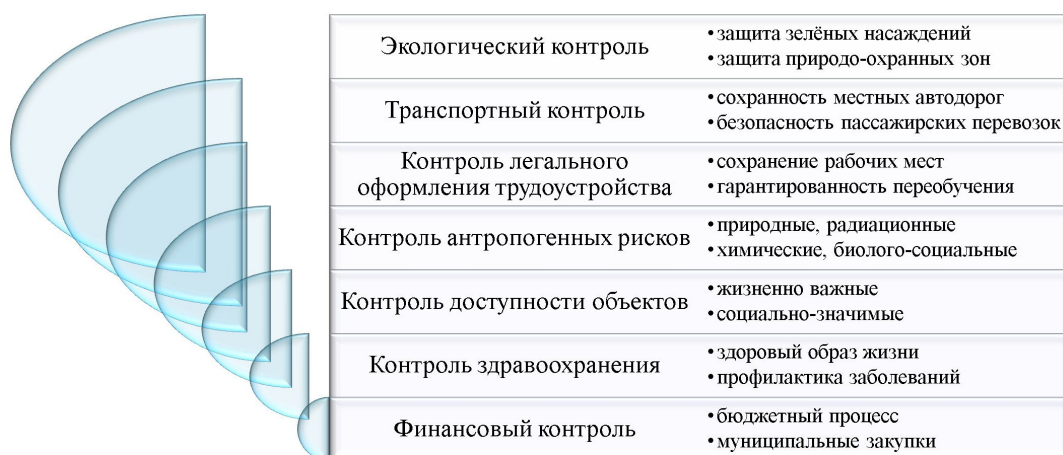 Экологический контроль
•защита зелёных насаждений
•защита природо-охранных зон
Транспортный контроль
•сохранность местных автодорог
•безопасность пассажирских перевозок
Контроль легального
оформления трудоустройства
•сохранение рабочих мест
•гарантированность переобучения
Контроль антропогенных рисков
•природные, радиационные
•химические, биолого-социальные
Контроль доступности объектов
•жизненно важные
•социально-значимые
Контроль здравоохранения
•здоровый образ жизни
•профилактика заболеваний
Финансовый контроль
•бюджетный процесс
•муниципальные закупки